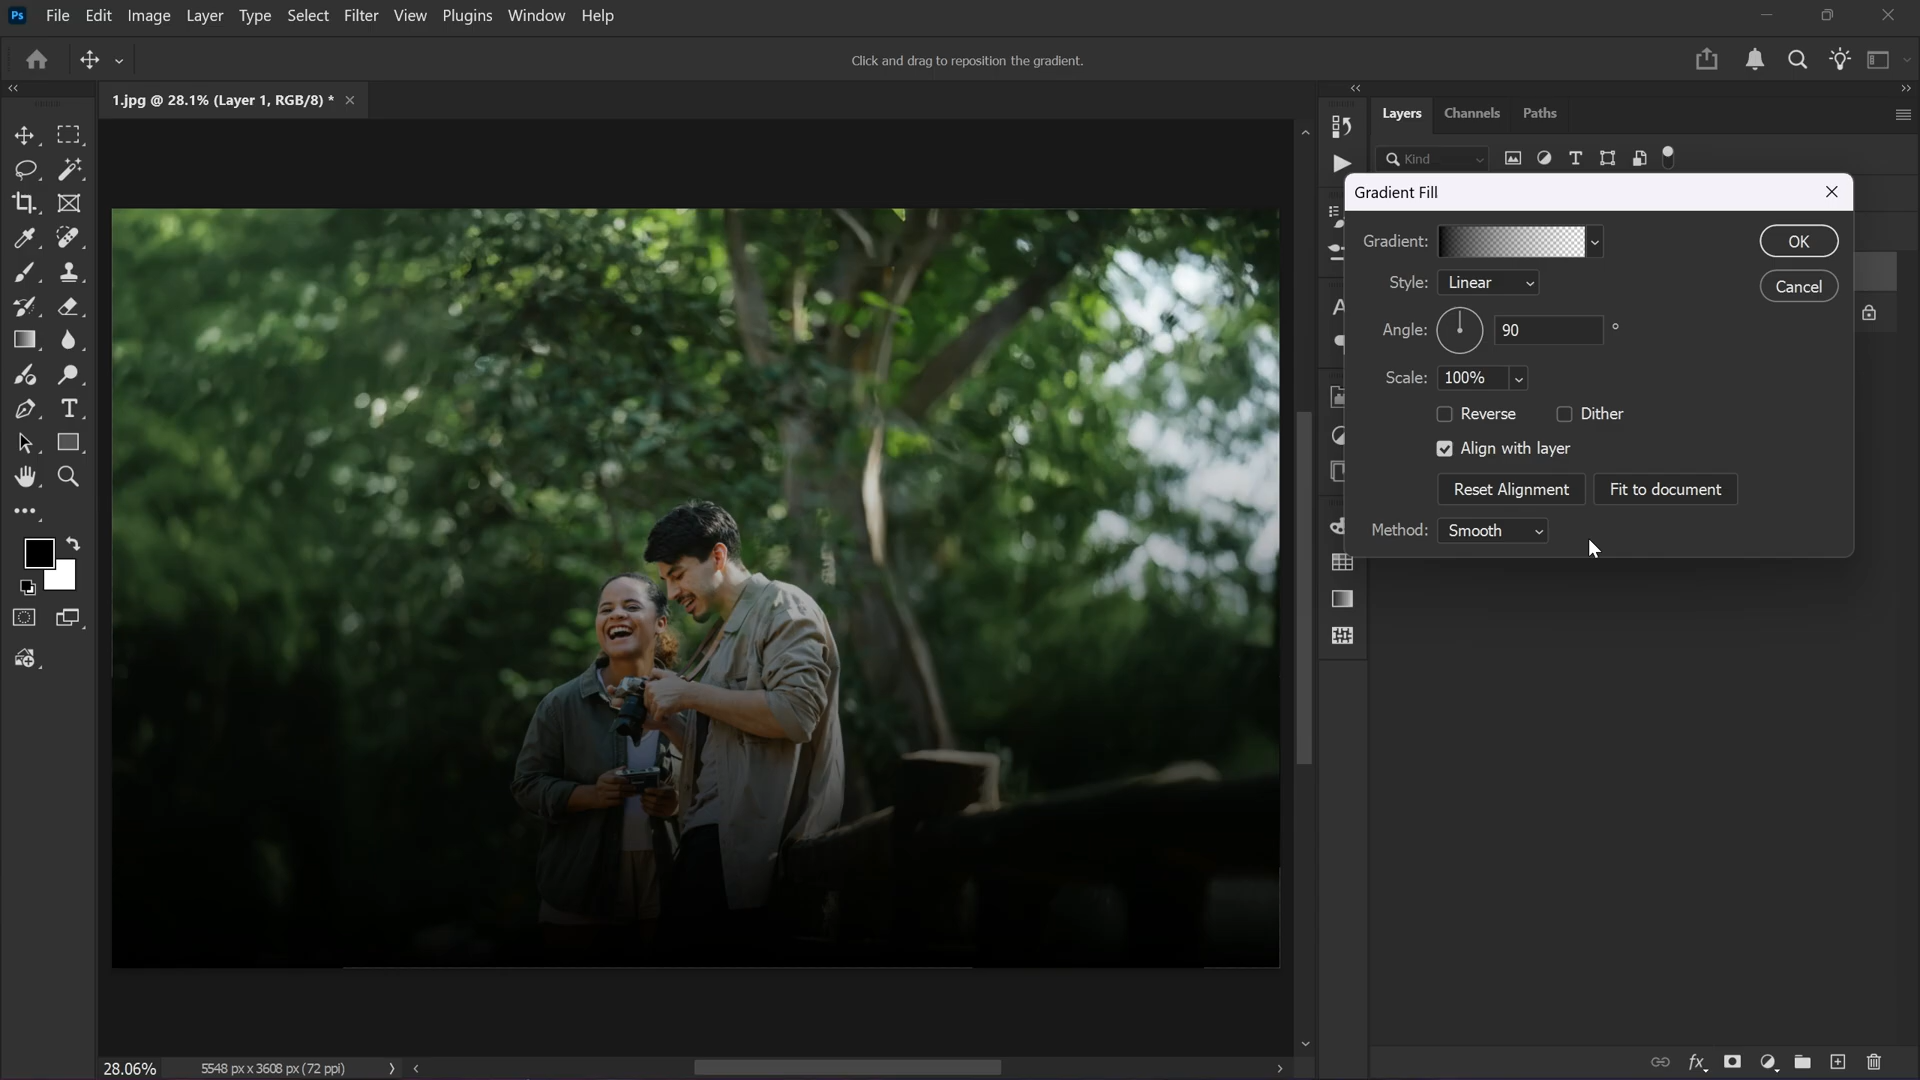 Ps File Edit Image Layer Type Select Filter View Plugins Window Help
Click and drag to reposition the gradient.
1.jpg @ 28.1% (Layer 1, RGB/8) *
Layers Channels Paths
Kind
Gradient Fill
Gradient:
OK
Style: Linear
Cancel
Angle: 90 °
Scale: 100%
Reverse Dither
Align with layer
Reset Alignment Fit to document
Method: Smooth
28.06% 5548 px x 3608 px (72 ppi)